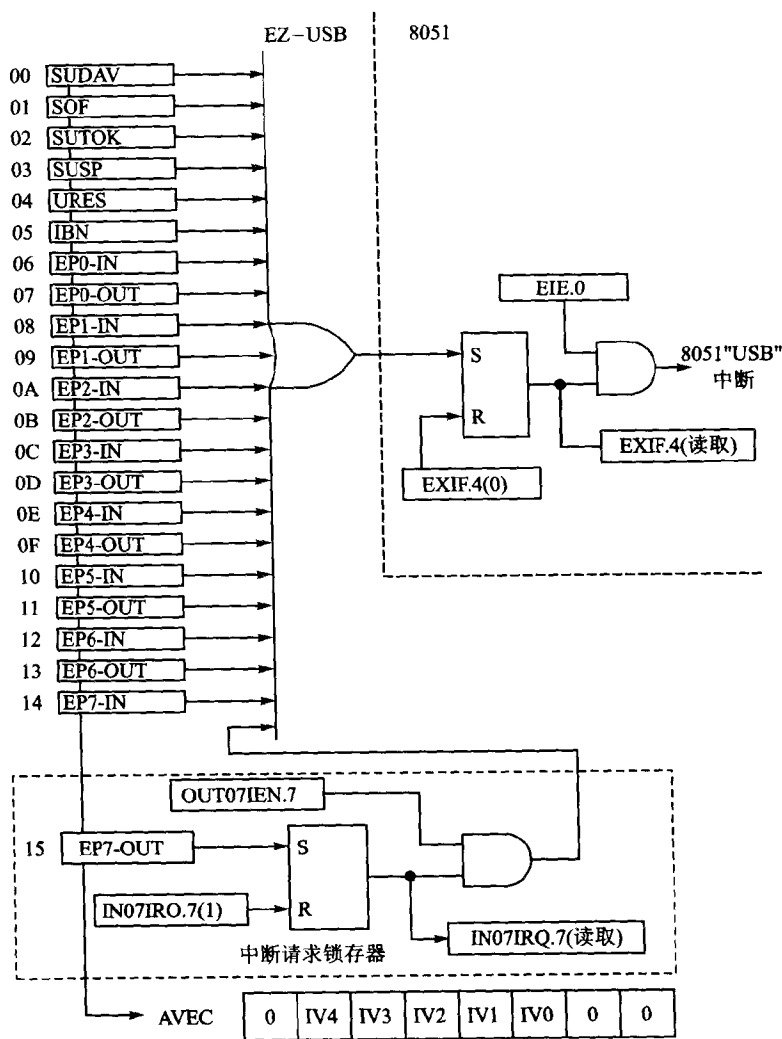 EZ-USB 8051
00 SUDAV
01 SOF
02 SUTOK
03 SUSP
04 URES
05 IBN
06 EP0-IN
07 EP0-OUT
08 EP1-IN
09 EP1-OUT
0A EP2-IN
0B EP2-OUT
0C EP3-IN
0D EP3-OUT
0E EP4-IN
0F EP4-OUT
10 EP5-IN
11 EP5-OUT
12 EP6-IN
13 EP6-OUT
14 EP7-IN
EIE.0
S
R
8051"USB"
中断
EXIF.4(读取)
EXIF.4(0)
OUT07IEN.7
15 EP7-OUT
S
R
IN07IRO.7(1)
IN07IRQ.7(读取)
中断请求锁存器
AVEC 0 IV4 IV3 IV2 IV1 IV0 0 0